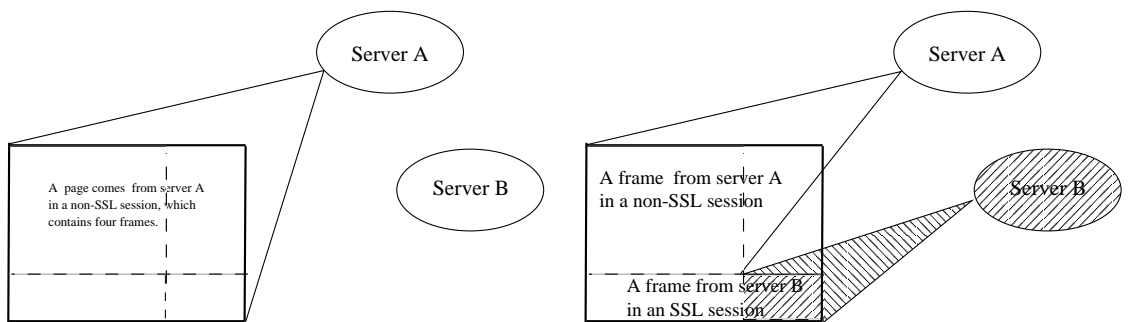 Server A
Server B
A page comes from server A
in a non-SSL session, which
contains four frames.
Server A
Server B
A frame from server A
in a non-SSL session
A frame from server B
in an SSL session